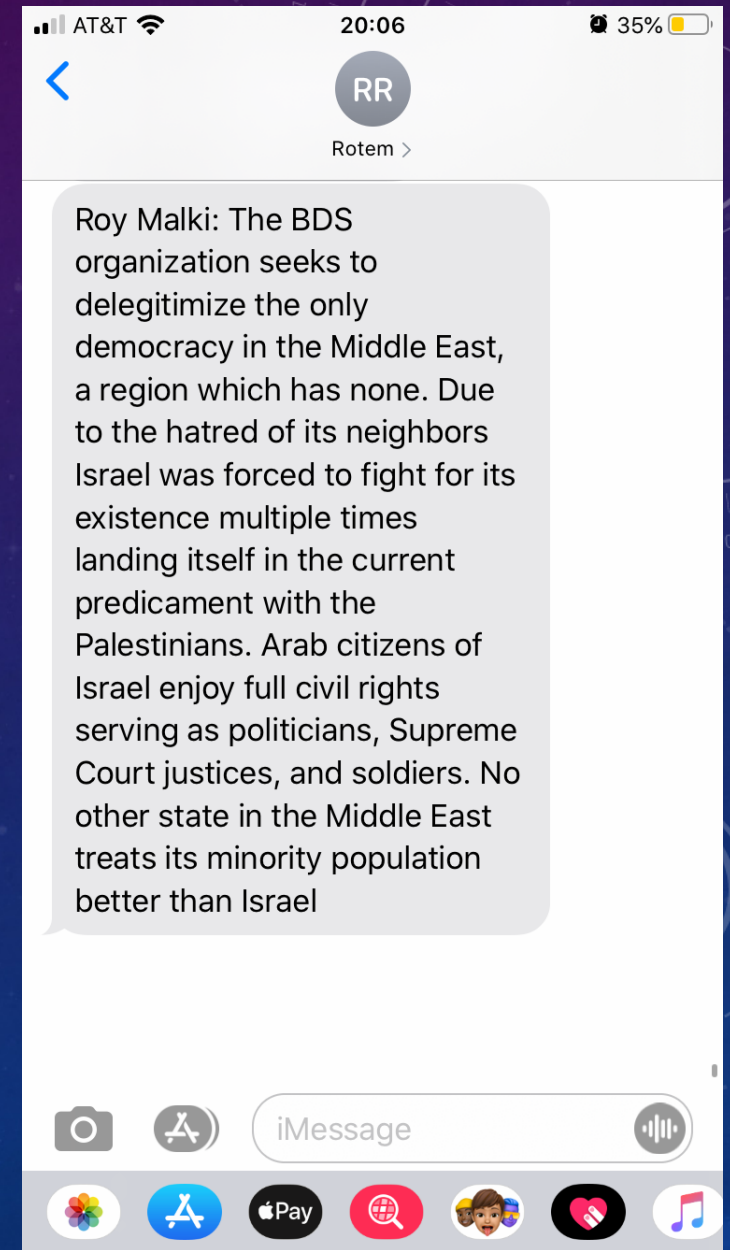 AT&T 20:06 35%
RR
Rotem >
Roy Malki: The BDS
organization seeks to
delegitimize the only
democracy in the Middle East,
a region which has none. Due
to the hatred of its neighbors
Israel was forced to fight for its
existence multiple times
landing itself in the current
predicament with the
Palestinians. Arab citizens of
Israel enjoy full civil rights
serving as politicians, Supreme
Court justices, and soldiers. No
other state in the Middle East
treats its minority population
better than Israel
iMessage
Pay